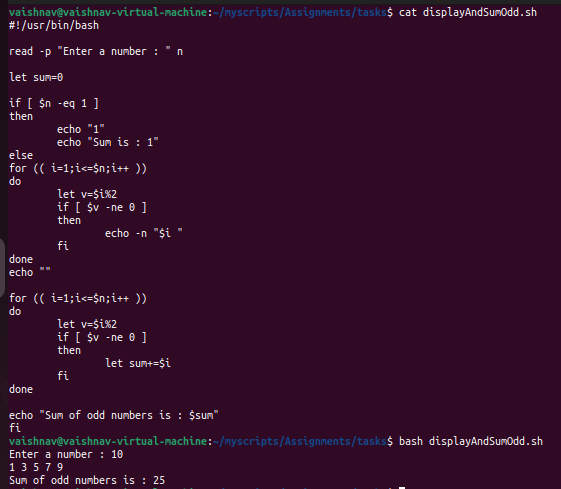 vaishnav@vaishnav-virtual-machine:~/myscripts/Assignments/tasks$ cat displayAndSumOdd.sh
#!/usr/bin/bash

read -p "Enter a number : " n

let sum=0

if [ $n -eq 1 ]
then
        echo "1"
        echo "Sum is : 1"
else
for (( i=1;i<=$n;i++ ))
do
        let v=$i%2
        if [ $v -ne 0 ]
        then
                echo -n "$i "
        fi
done
echo ""

for (( i=1;i<=$n;i++ ))
do
        let v=$i%2
        if [ $v -ne 0 ]
        then
                let sum+=$i
        fi
done

echo "Sum of odd numbers is : $sum"
fi
vaishnav@vaishnav-virtual-machine:~/myscripts/Assignments/tasks$ bash displayAndSumOdd.sh
Enter a number : 10
1 3 5 7 9
Sum of odd numbers is : 25